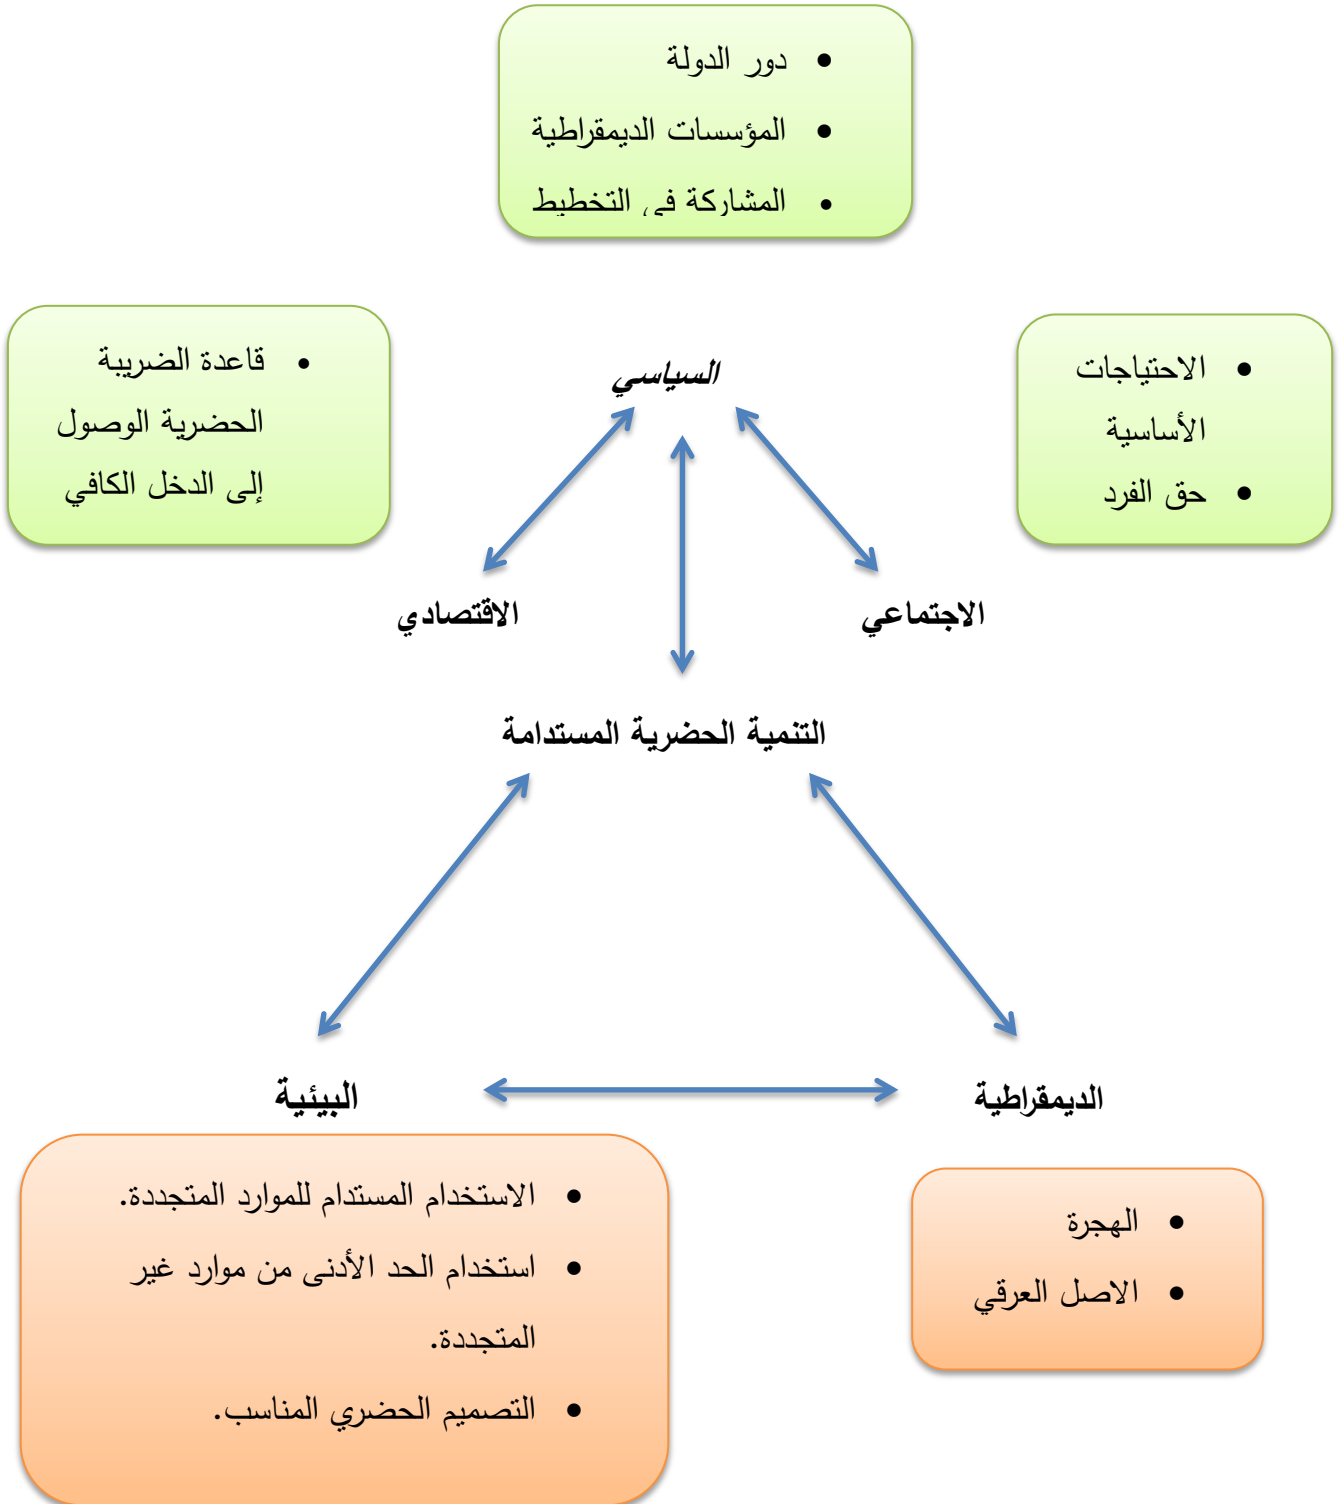 • دور الدولة
• المؤسسات الديمقراطية
• المشاركة في التخطيط
• الاحتياجات
الأساسية
• حق الفرد
السياسي
• قاعدة الضريبة
الحضرية الوصول
إلى الدخل الكافي
الاجتماعي
الاقتصادي
التنمية الحضرية المستدامة
الديمقراطية
البيئية
• الهجرة
• الاصل العرقي
• الاستخدام المستدام للموارد المتجددة.
• استخدام الحد الأدنى من موارد غير
المتجددة.
• التصميم الحضري المناسب.